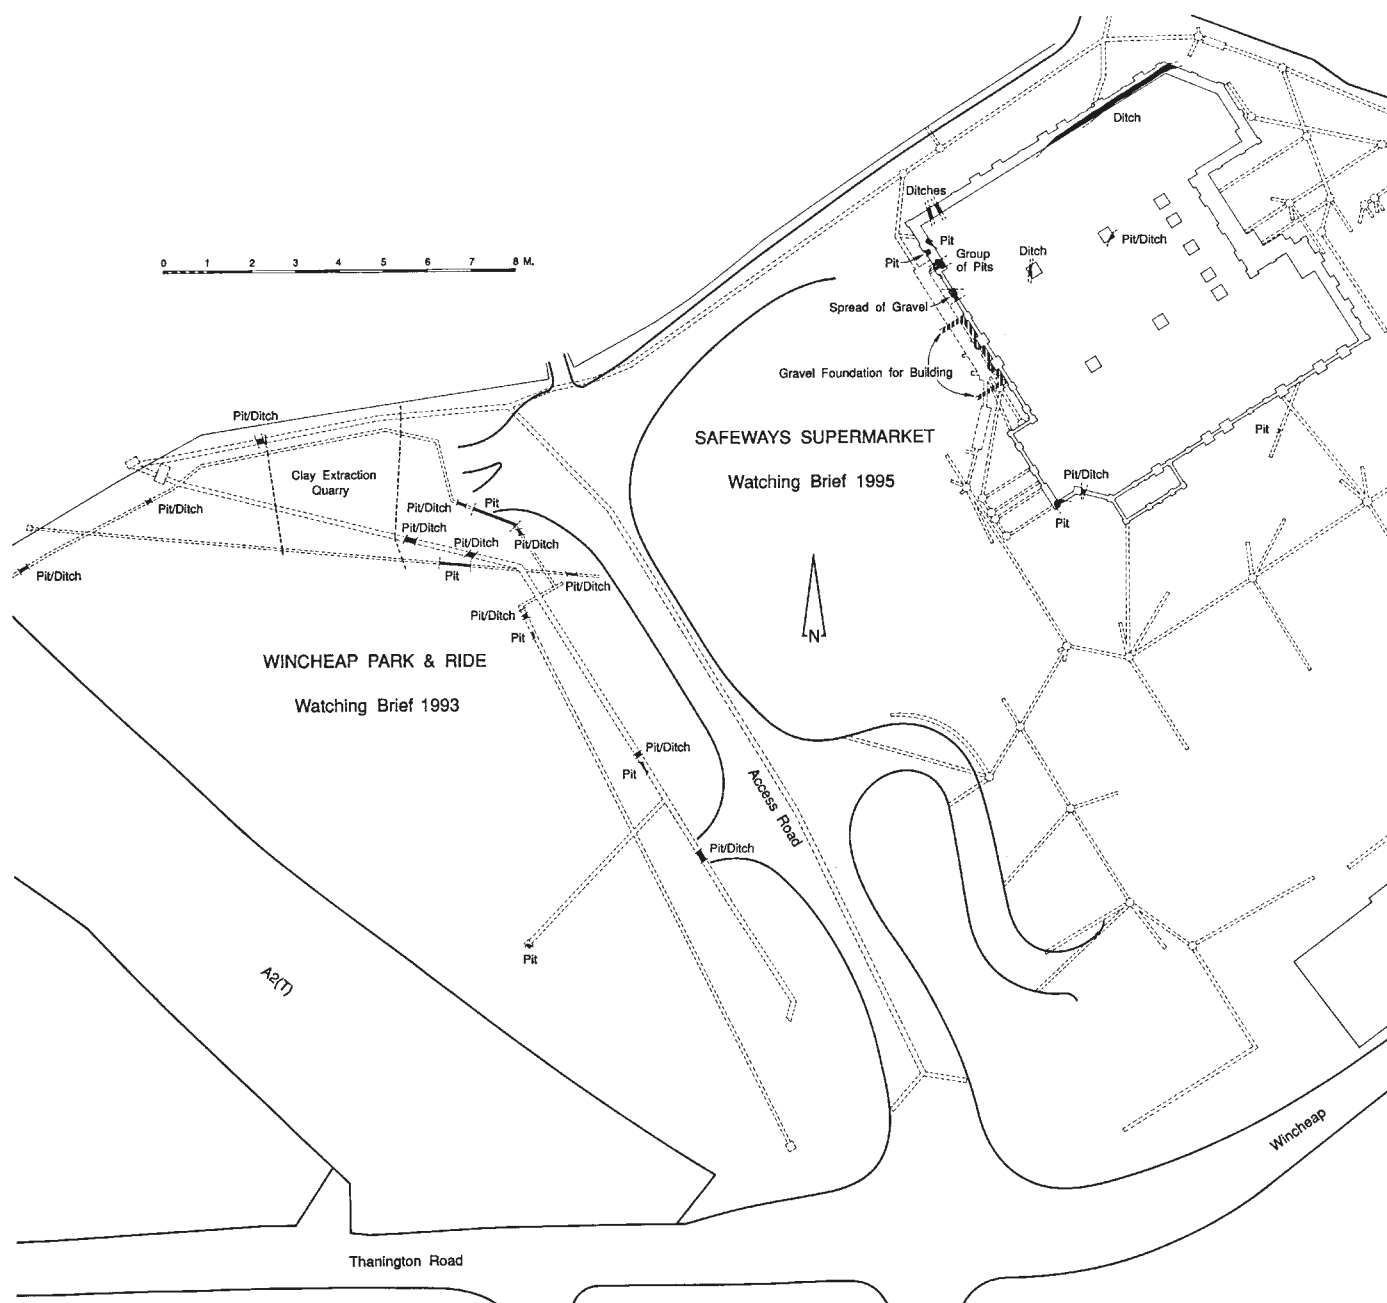 Ditch
Ditches
Pit
Pit
Group
of Pits
Ditch
Pit/Ditch
Spread of Gravel
Gravel Foundation for Building
0 1 2 3 4 5 6 7 8 M.
SAFEWAYS SUPERMARKET
Watching Brief 1995
Pit
Pit/Ditch
Pit
N
Pit/Ditch
Clay Extraction
Quarry
Pit/Ditch
Pit/Ditch
Pit
Pit/Ditch
Pit/Ditch
Pit/Ditch
Pit
Pit/Ditch
Pit/Ditch
Pit/Ditch
Pit
WINCHEAP PARK & RIDE
Watching Brief 1993
Pit/Ditch
Pit
Access Road
Pit/Ditch
Pit
A2(T)
Wincheap
Thanington Road